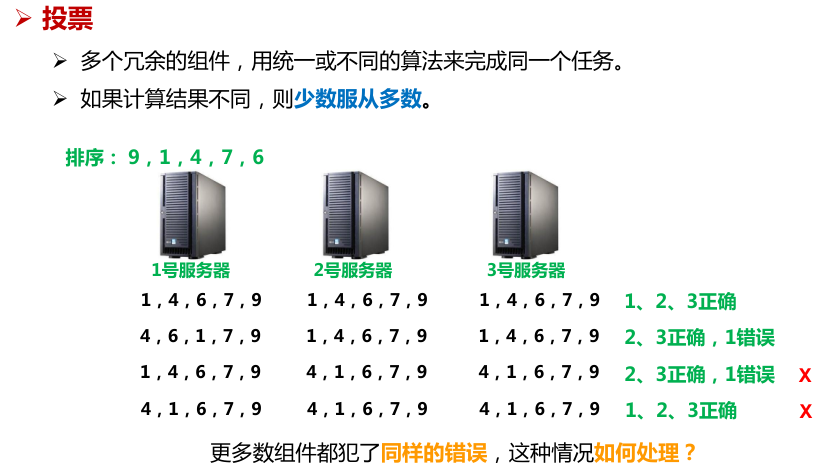 投票
多个冗余的组件，用统一或不同的算法来完成同一个任务。
如果计算结果不同，则少数服从多数。
排序：9，1，4，7，6
1号服务器 2号服务器 3号服务器
1，4，6，7，9 1，4，6，7，9 1，4，6，7，9 1、2、3正确
4，6，1，7，9 1，4，6，7，9 1，4，6，7，9 2、3正确，1错误
1，4，6，7，9 4，1，6，7，9 4，1，6，7，9 2、3正确，1错误 X
4，1，6，7，9 4，1，6，7，9 4，1，6，7，9 1、2、3正确 X
更多数组件都犯了同样的错误，这种情况如何处理？